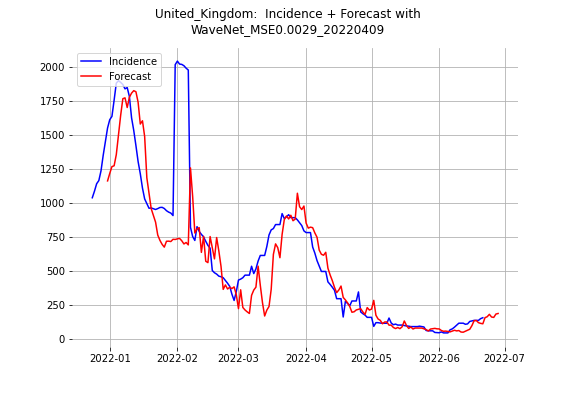 United_Kingdom:  Incidence + Forecast with
WaveNet_MSE0.0029_20220409
Incidence
Forecast
2000
1750
1500
1250
1000
750
500
250
0
2022-01 2022-02 2022-03 2022-04 2022-05 2022-06 2022-07